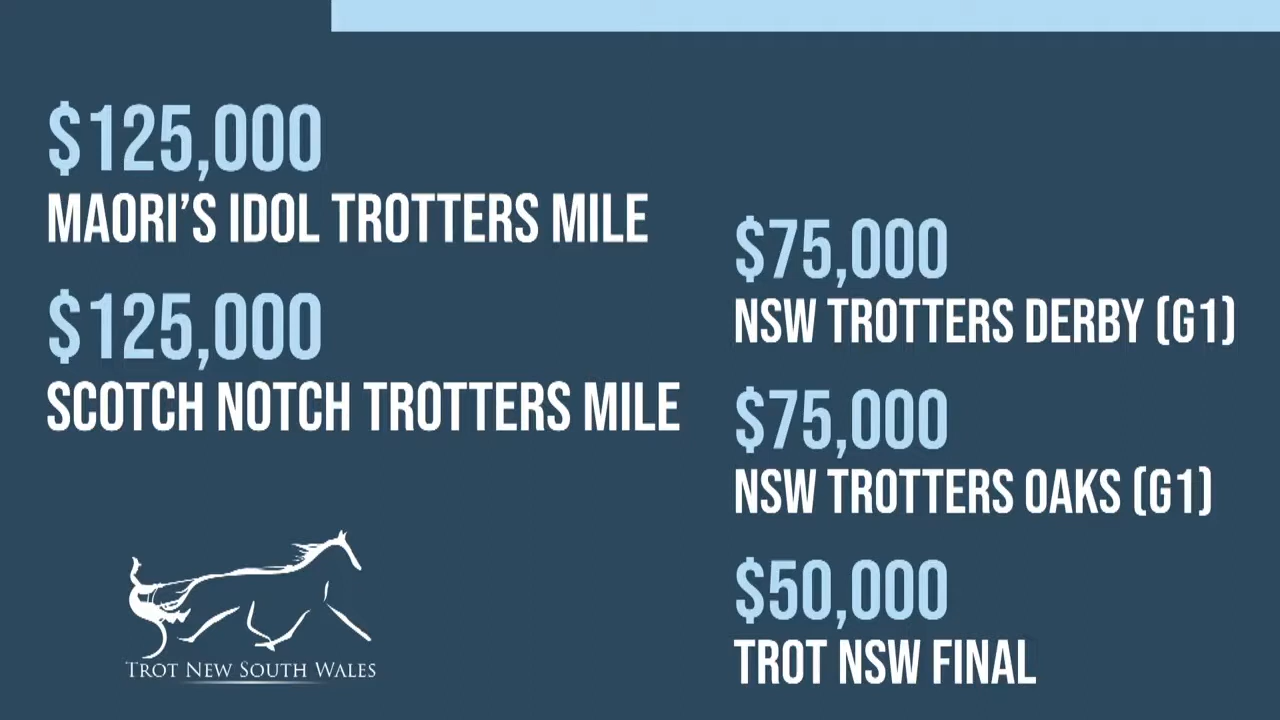 $125,000
MAORI'S IDOL TROTTERS MILE
$125,000
SCOTCH NOTCH TROTTERS MILE
$75,000
NSW TROTTERS DERBY (G1)
$75,000
NSW TROTTERS OAKS (G1)
$50,000
TROT NSW FINAL
TROT NEW SOUTH WALES